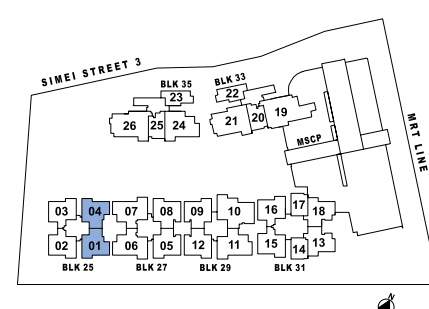 SIMEI STREET 3
BLK 35
BLK 33
23
22
26
25
24
21
20
19
MSCP
MRT LINE
03
04
07
08
09
10
16
17
18
02
01
06
05
12
11
15
14
13
BLK 25
BLK 27
BLK 29
BLK 31
N